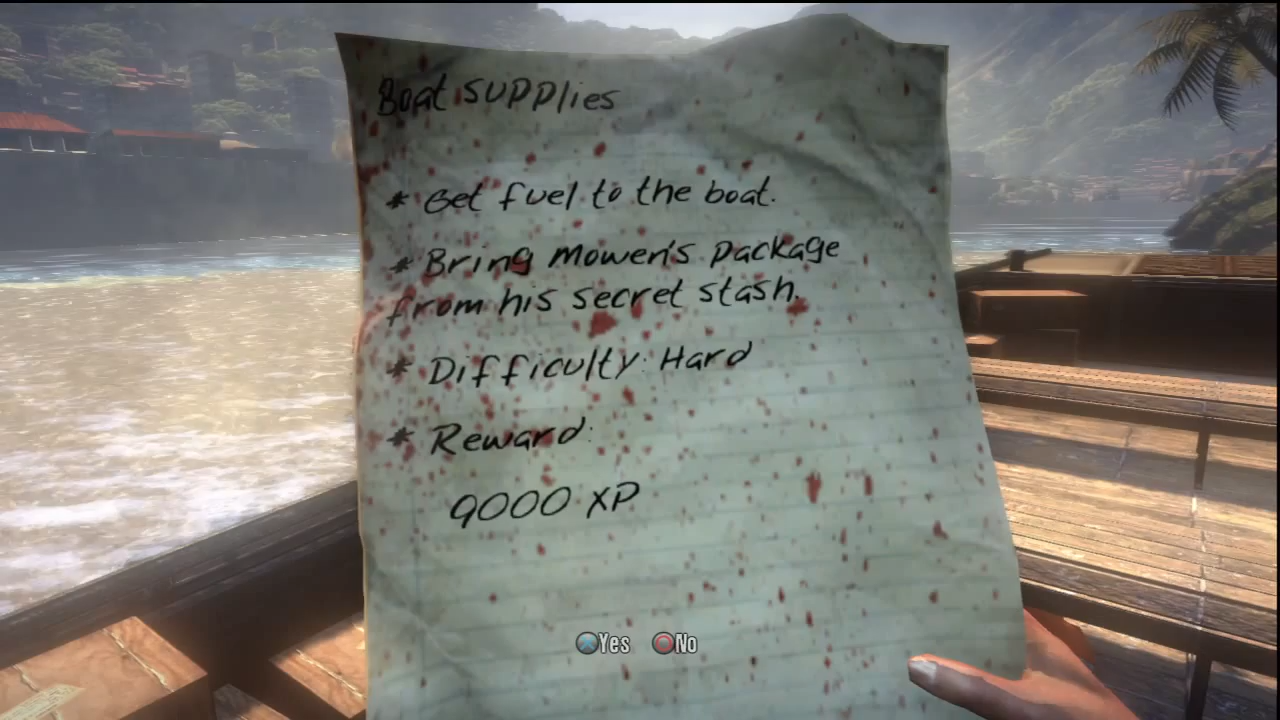 Boat supplies
* Get fuel to the boat.
* Bring Mowen's package
from his secret stash.
* Difficulty: Hard
* Reward:
9000 XP
Yes No